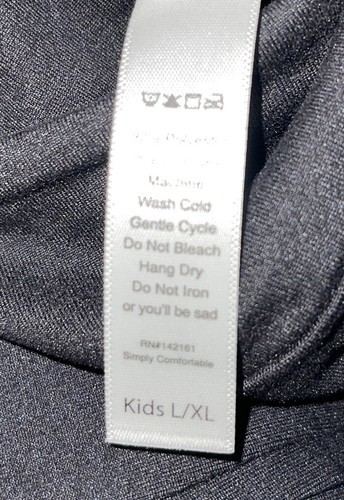 Machine
Wash Cold
Gentle Cycle
Do Not Bleach
Hang Dry
Do Not Iron
or you'll be sad
RN#142161
Simply Comfortable
Kids L/XL